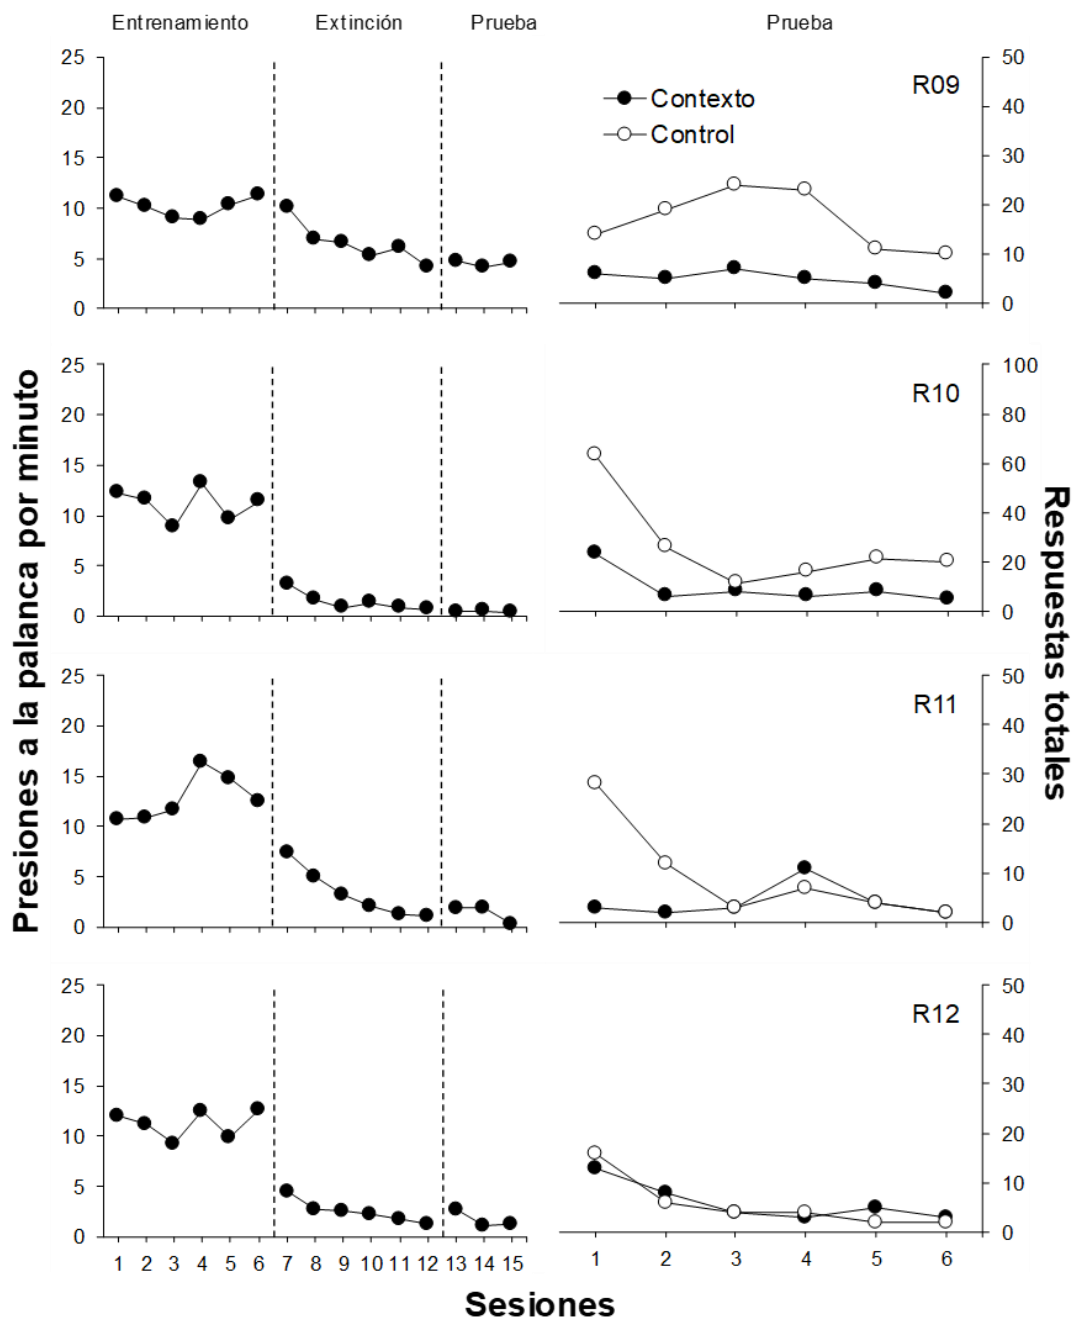 Entrenamiento Extinción Prueba Prueba
25 20 15 10 5 0
Contexto
Control
R09
50 40 30 20 10 0
25 20 15 10 5 0
R10
100 80 60 40 20 0
25 20 15 10 5 0
R11
50 40 30 20 10 0
25 20 15 10 5 0
R12
50 40 30 20 10 0
1 2 3 4 5 6 7 8 9 10 11 12 13 14 15
1 2 3 4 5 6
Presiones a la palanca por minuto
Respuestas totales
Sesiones